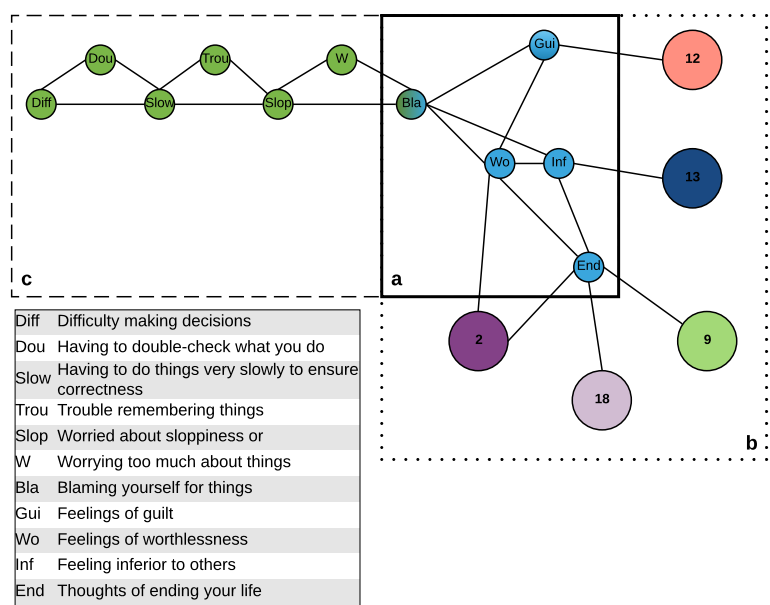 Dou Trou W Gui 12
Diff Slow Slop Bla
Wo Inf 13
End
c a
2 9
18
b
Diff Difficulty making decisions
Dou Having to double-check what you do
Slow Having to do things very slowly to ensure
correctness
Trou Trouble remembering things
Slop Worried about sloppiness or
W Worrying too much about things
Bla Blaming yourself for things
Gui Feelings of guilt
Wo Feelings of worthlessness
Inf Feeling inferior to others
End Thoughts of ending your life